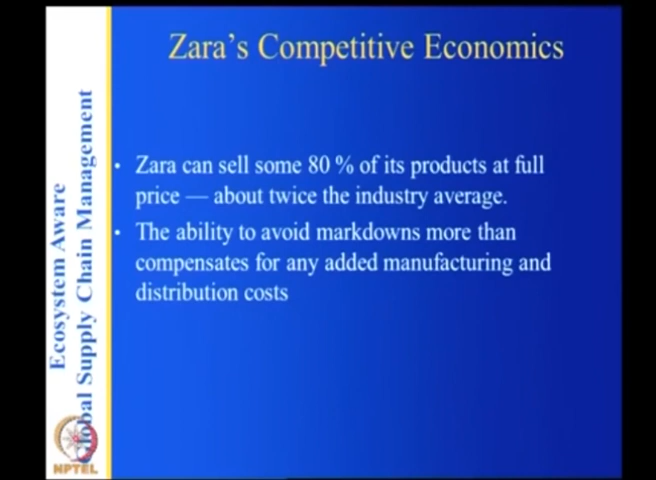 Zara's Competitive Economics
• Zara can sell some 80 % of its products at full
price — about twice the industry average.
• The ability to avoid markdowns more than
compensates for any added manufacturing and
distribution costs
Ecosystem Aware
Global Supply Chain Management
NPTEL